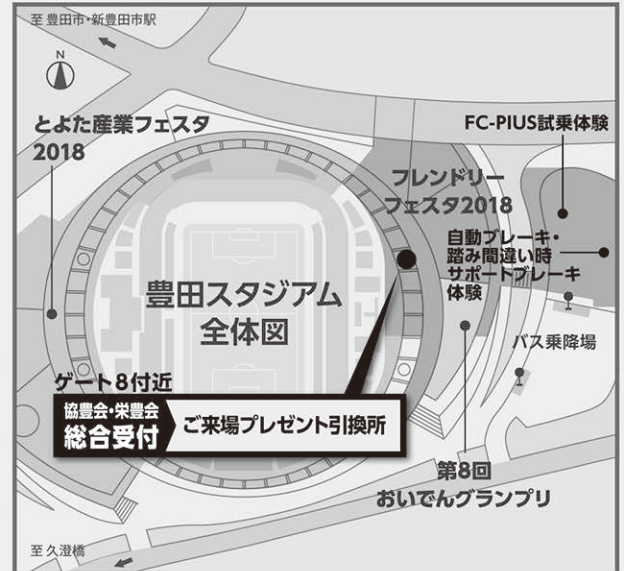 至 豊田市・新豊田市駅
N
とよた産業フェスタ
2018
FC-PIUS試乗体験
フレンドリー
フェスタ2018
自動ブレーキ・
踏み間違い時
サポートブレーキ
体験
豊田スタジアム
全体図
バス乗降場
ゲート8付近
協豊会・栄豊会
総合受付
ご来場プレゼント引換所
第8回
おいでんグランプリ
至 久澄橋